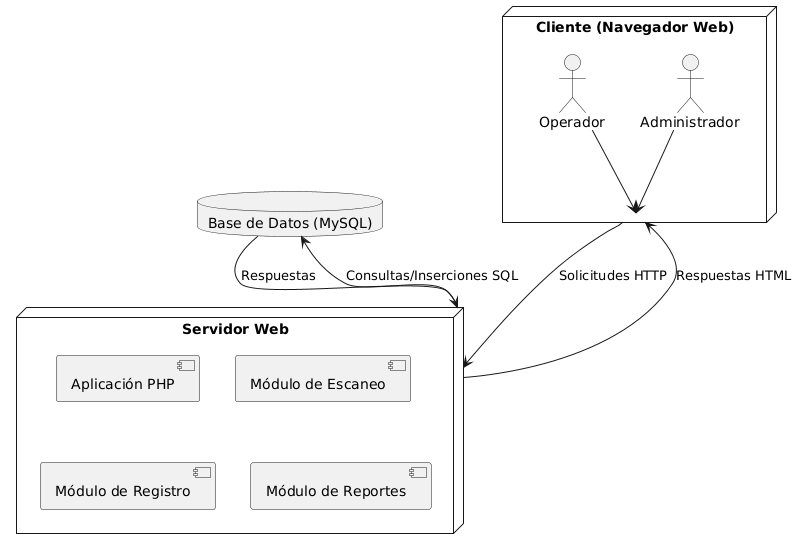 Cliente (Navegador Web)
Operador
Administrador
Base de Datos (MySQL)
Respuestas
Consultas/Inserciones SQL
Solicitudes HTTP
Respuestas HTML
Servidor Web
Aplicación PHP
Módulo de Escaneo
Módulo de Registro
Módulo de Reportes